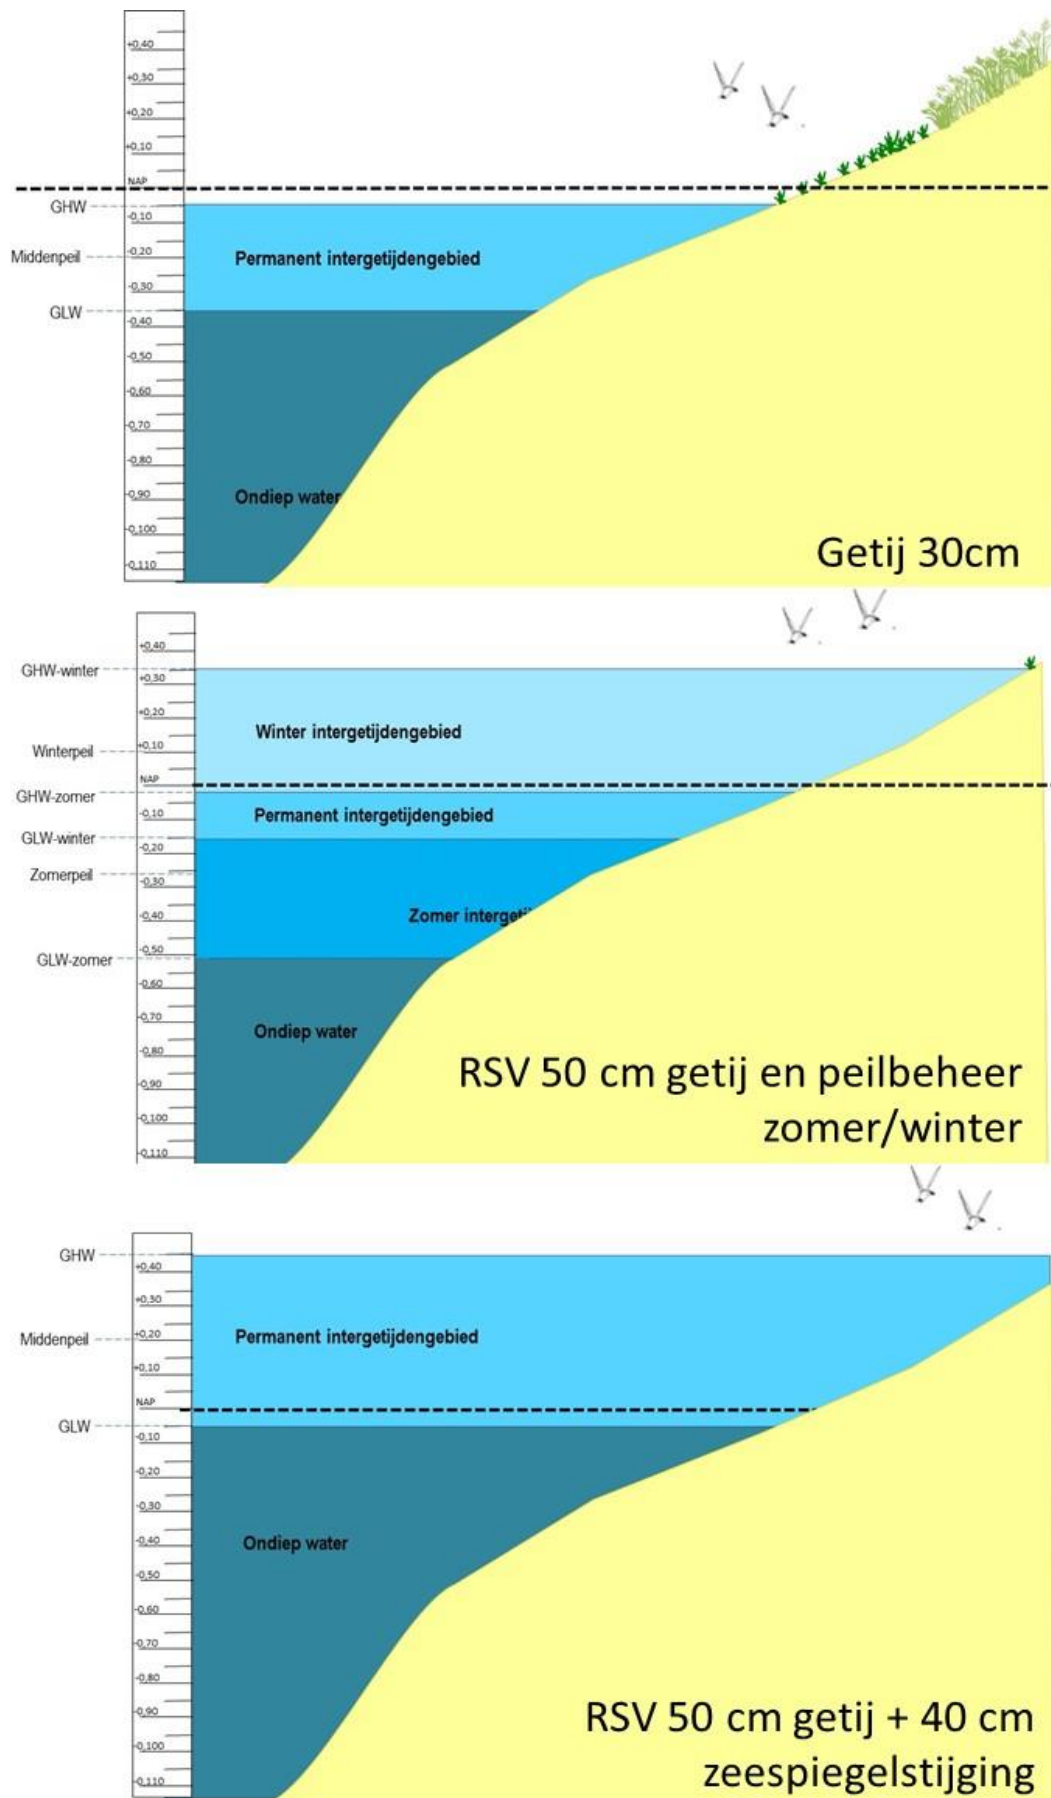 +0,40
+0,30
+0,20
+0,10
NAP
GHW
-0,10
Middenpeil
-0,20
Permanent intergetijdengebied
-0,30
GLW
-0,40
-0,50
-0,60
-0,70
-0,80
-0,90
Ondiep water
-0,100
-0,110
Getij 30cm
+0,40
GHW-winter
+0,30
+0,20
Winter intergetijdengebied
Winterpeil
+0,10
NAP
GHW-zomer
-0,10
Permanent intergetijdengebied
GLW-winter
-0,20
Zomerpeil
-0,30
-0,40
Zomer interget
-0,50
GLW-zomer
-0,60
-0,70
Ondiep water
-0,80
-0,90
-0,100
-0,110
RSV 50 cm getij en peilbeheer
zomer/winter
GHW
+0,40
+0,30
Middenpeil
+0,20
Permanent intergetijdengebied
+0,10
NAP
GLW
-0,10
-0,20
-0,30
-0,40
Ondiep water
-0,50
-0,60
-0,70
-0,80
-0,90
-0,100
-0,110
RSV 50 cm getij + 40 cm
zeespiegelstijging